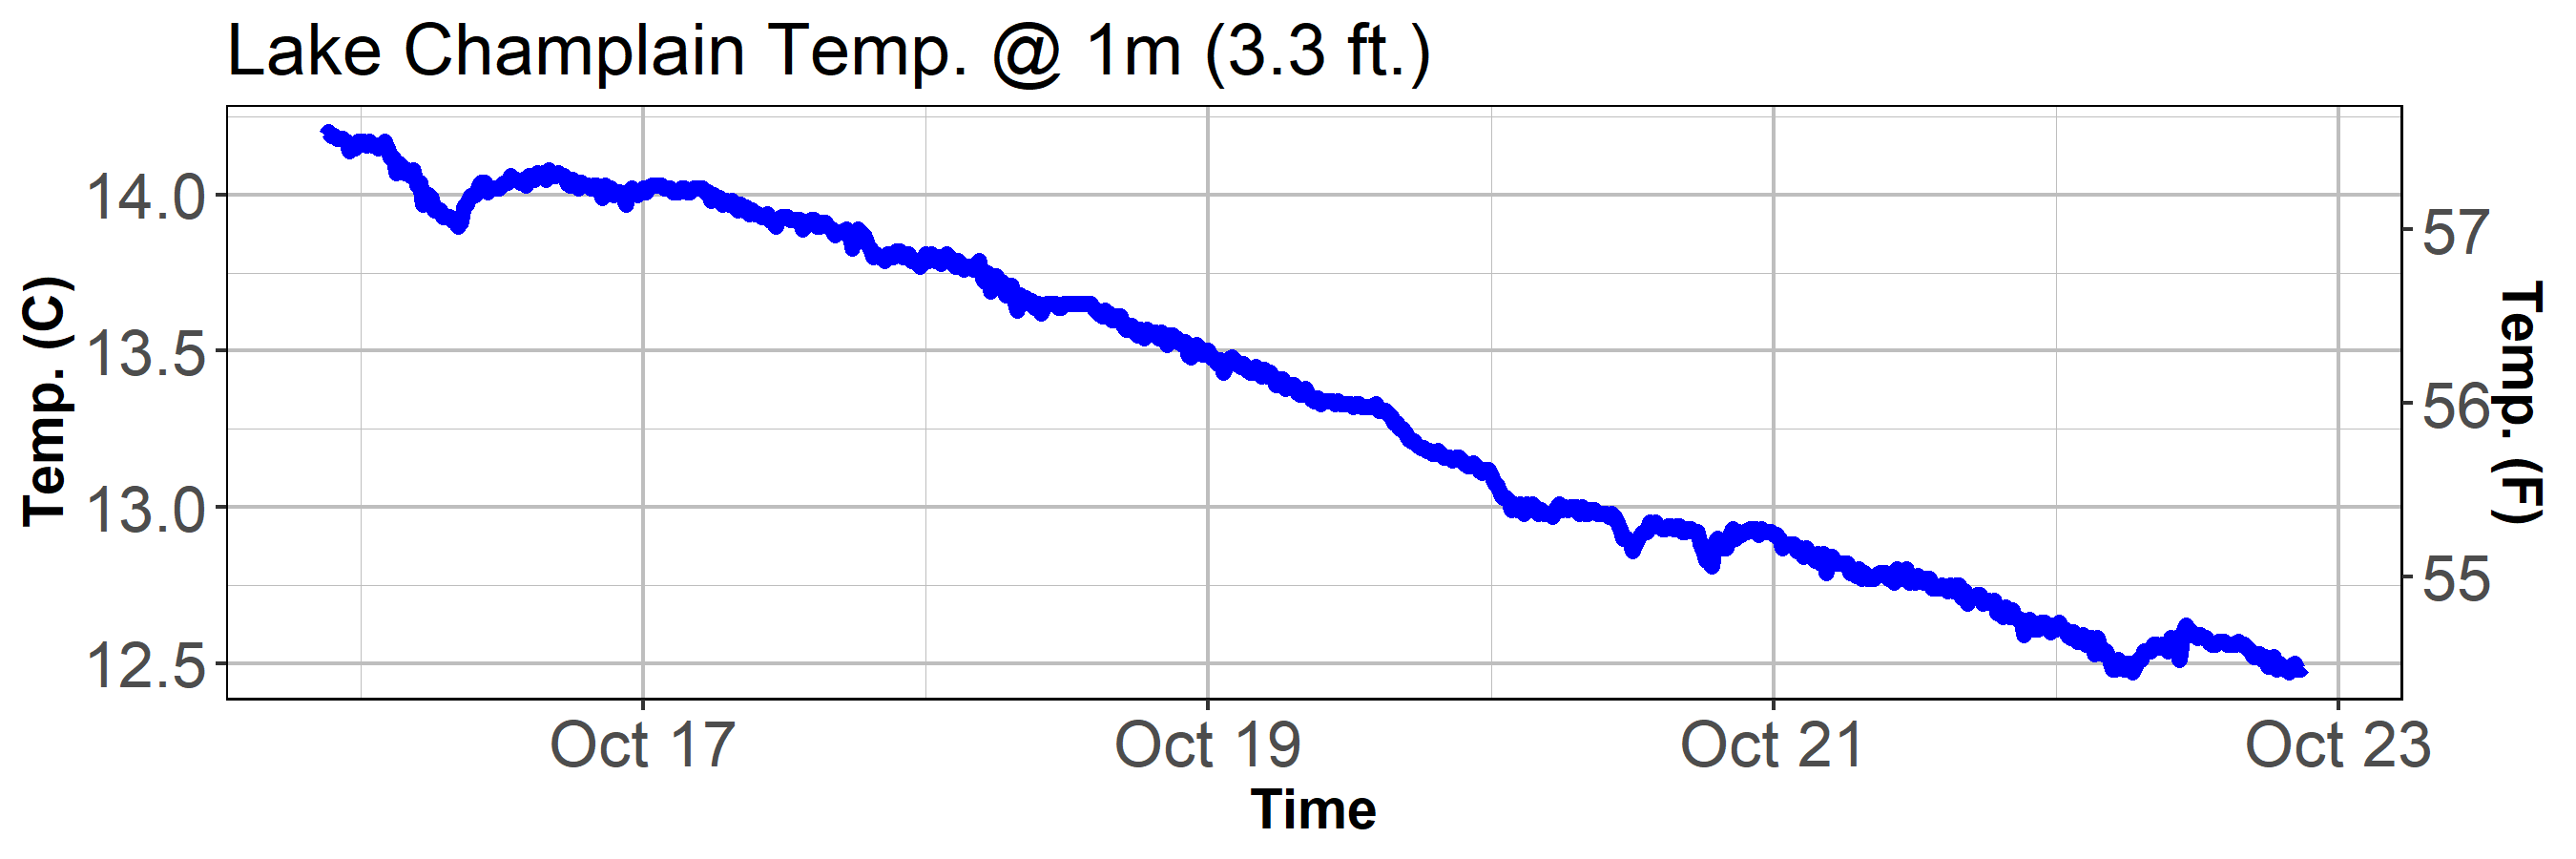 Lake Champlain Temp. @ 1m (3.3 ft.)
Temp. (C)
14.0
13.5
13.0
12.5
57
56
55
Temp. (F)
Oct 17
Oct 19
Oct 21
Oct 23
Time